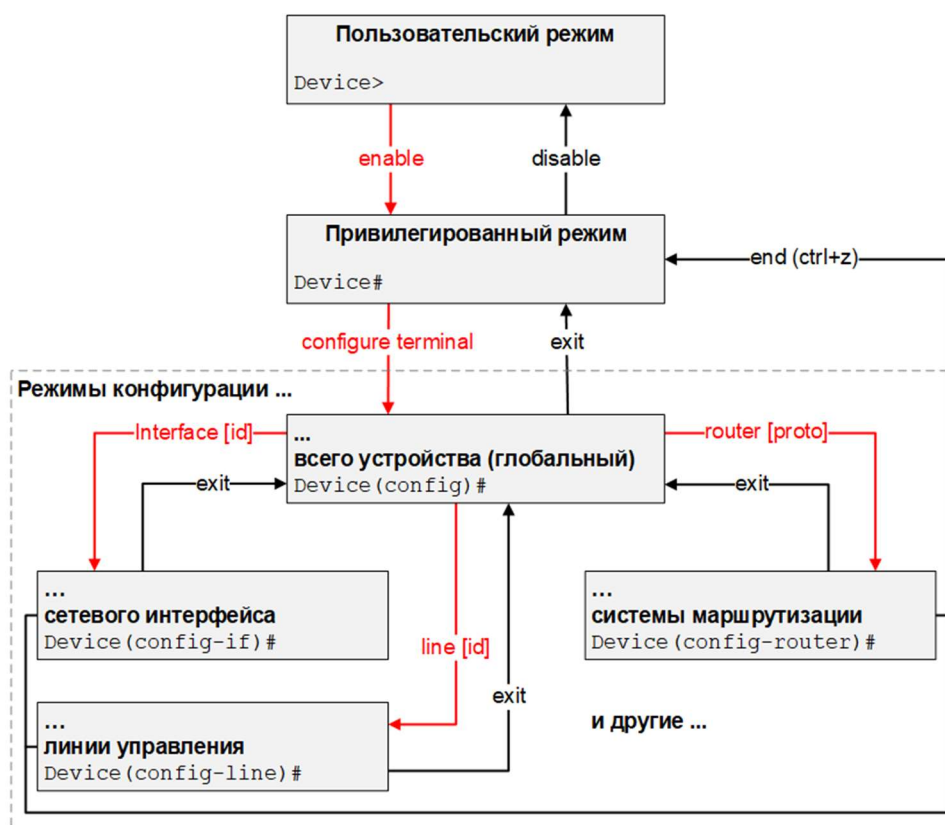 Пользовательский режим
Device>
enable
disable
Привилегированный режим
Device#
end (ctrl+z)
configure terminal
exit
Режимы конфигурации ...
Interface [id]
...
router [proto]
всего устройства (глобальный)
Device(config)#
exit
exit
...
сетевого интерфейса
Device(config-if)#
...
системы маршрутизации
Device(config-router)#
line [id]
exit
...
линии управления
Device(config-line)#
и другие ...